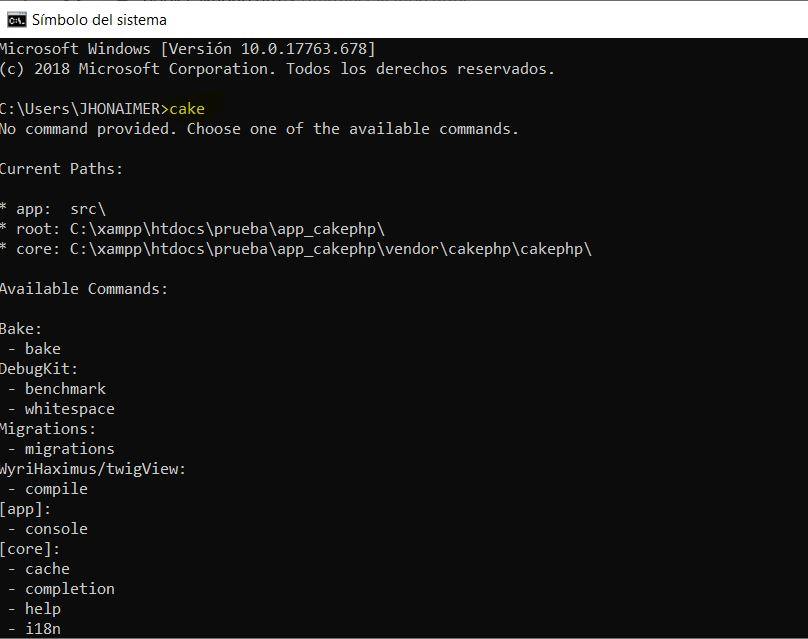 Símbolo del sistema
Microsoft Windows [Versión 10.0.17763.678]
(c) 2018 Microsoft Corporation. Todos los derechos reservados.
C:\Users\JHONAIMER>cake
No command provided. Choose one of the available commands.
Current Paths:
* app:  src\
* root: C:\xampp\htdocs\prueba\app_cakephp\
* core: C:\xampp\htdocs\prueba\app_cakephp\vendor\cakephp\cakephp\
Available Commands:
Bake:
- bake
DebugKit:
- benchmark
- whitespace
Migrations:
- migrations
WyriHaximus/twigView:
- compile
[app]:
- console
[core]:
- cache
- completion
- help
- i18n